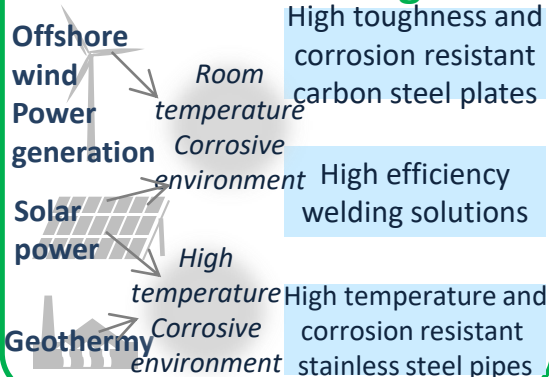 Offshore
wind
Power
generation
Solar
power
Geothermy
Room
temperature
Corrosive
environment
High
temperature
Corrosive
environment
High toughness and
corrosion resistant
carbon steel plates
High efficiency
welding solutions
High temperature and
corrosion resistant
stainless steel pipes